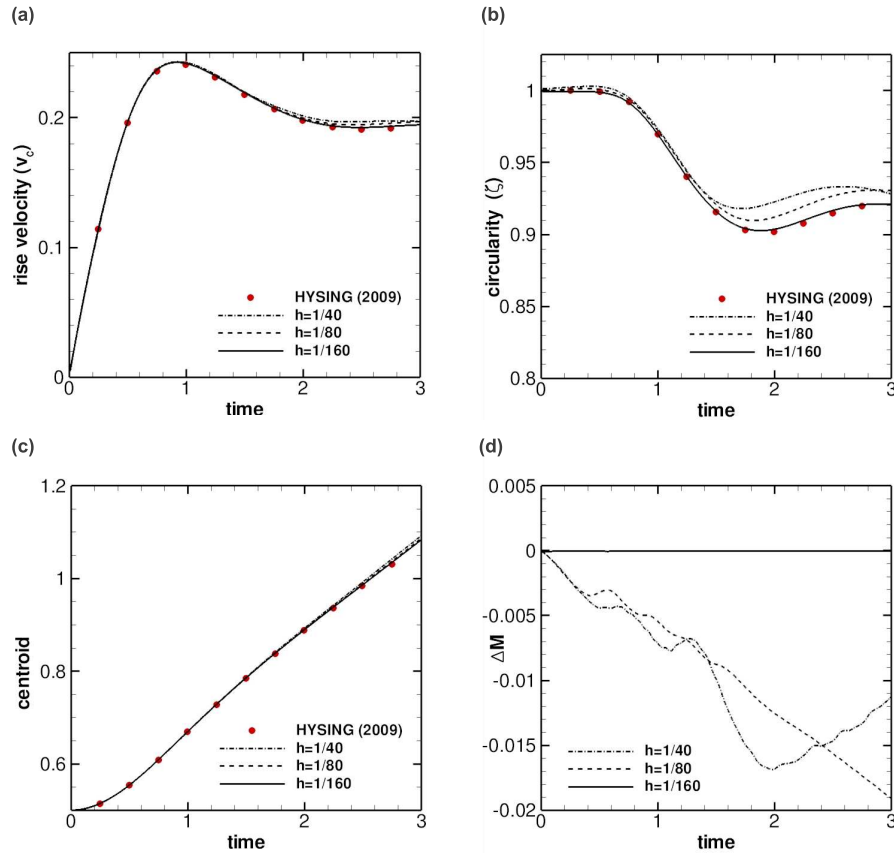 (a)
rise velocity (v_c)
0.2
0.1
0
0
1
2
3
time
HYSING (2009)
h=1/40
h=1/80
h=1/160
(b)
circularity (ζ)
1
0.95
0.9
0.85
0.8
0
1
2
3
time
HYSING (2009)
h=1/40
h=1/80
h=1/160
(c)
centroid
1.2
1
0.8
0.6
0
1
2
3
time
HYSING (2009)
h=1/40
h=1/80
h=1/160
(d)
ΔM
0.005
0
-0.005
-0.01
-0.015
-0.02
0
1
2
3
time
h=1/40
h=1/80
h=1/160